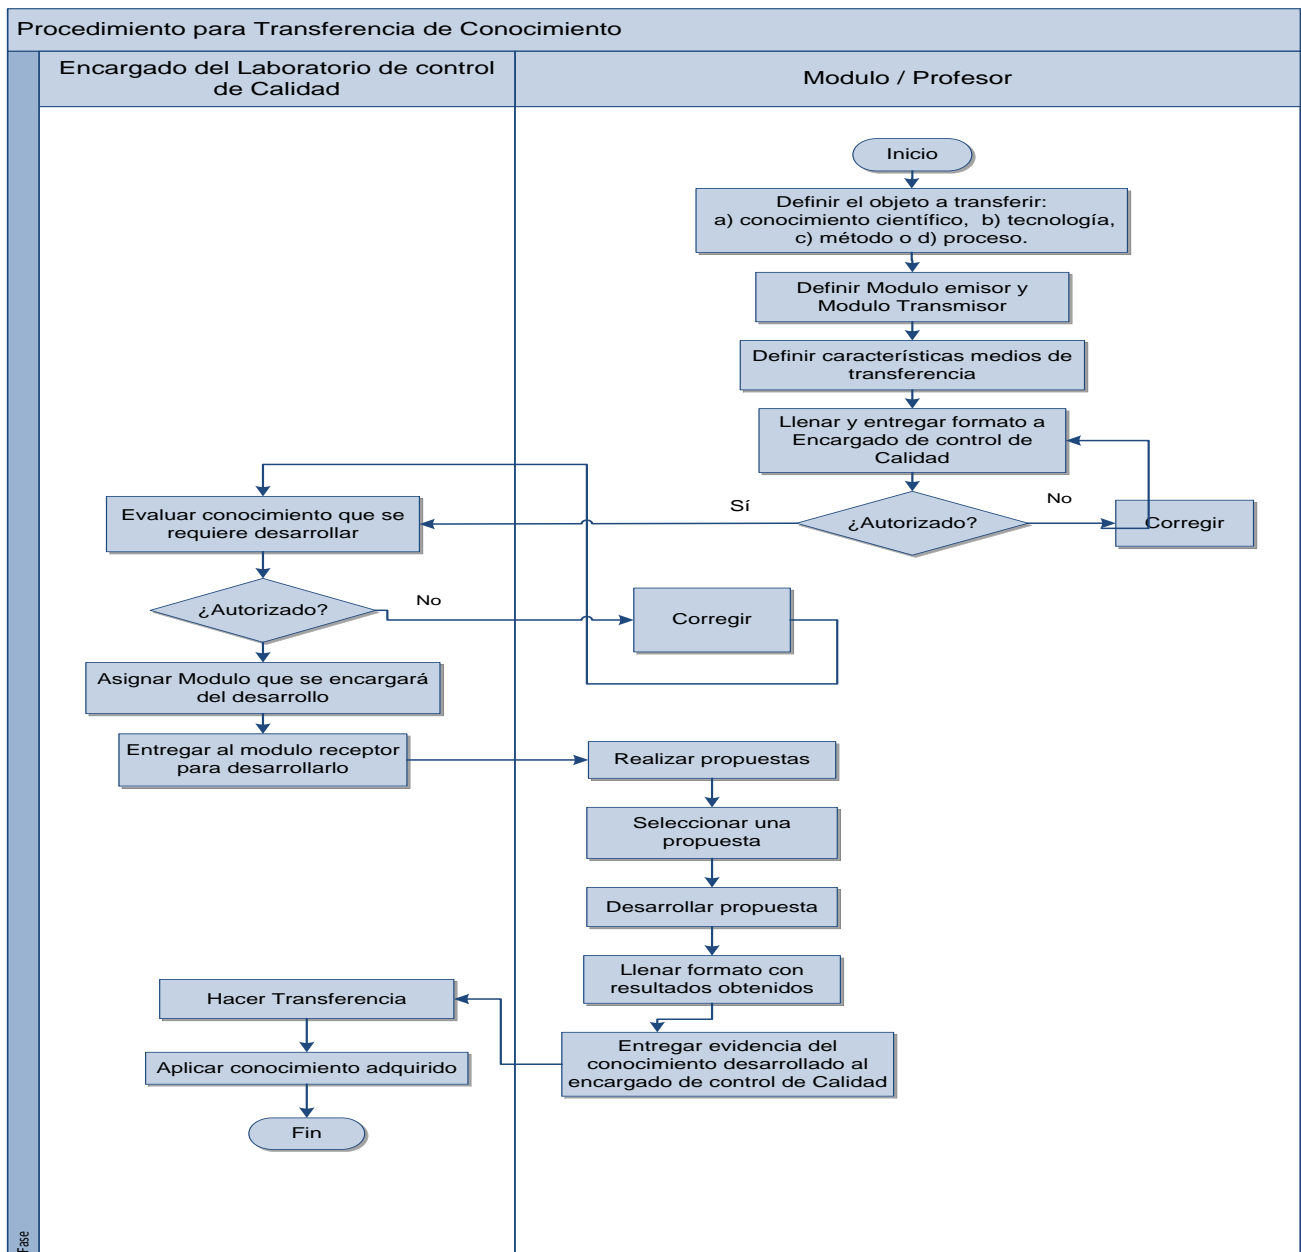 Procedimiento para Transferencia de Conocimiento
Encargado del Laboratorio de control
de Calidad
Modulo / Profesor
Inicio
Definir el objeto a transferir:
a) conocimiento científico, b) tecnología,
c) método o d) proceso.
Definir Modulo emisor y
Modulo Transmisor
Definir características medios de
transferencia
Llenar y entregar formato a
Encargado de control de
Calidad
¿Autorizado?
Sí
No
Corregir
Evaluar conocimiento que se
requiere desarrollar
¿Autorizado?
No
Corregir
Asignar Modulo que se encargará
del desarrollo
Entregar al modulo receptor
para desarrollarlo
Realizar propuestas
Seleccionar una
propuesta
Desarrollar propuesta
Llenar formato con
resultados obtenidos
Entregar evidencia del
conocimiento desarrollado al
encargado de control de Calidad
Hacer Transferencia
Aplicar conocimiento adquirido
Fin
Fase